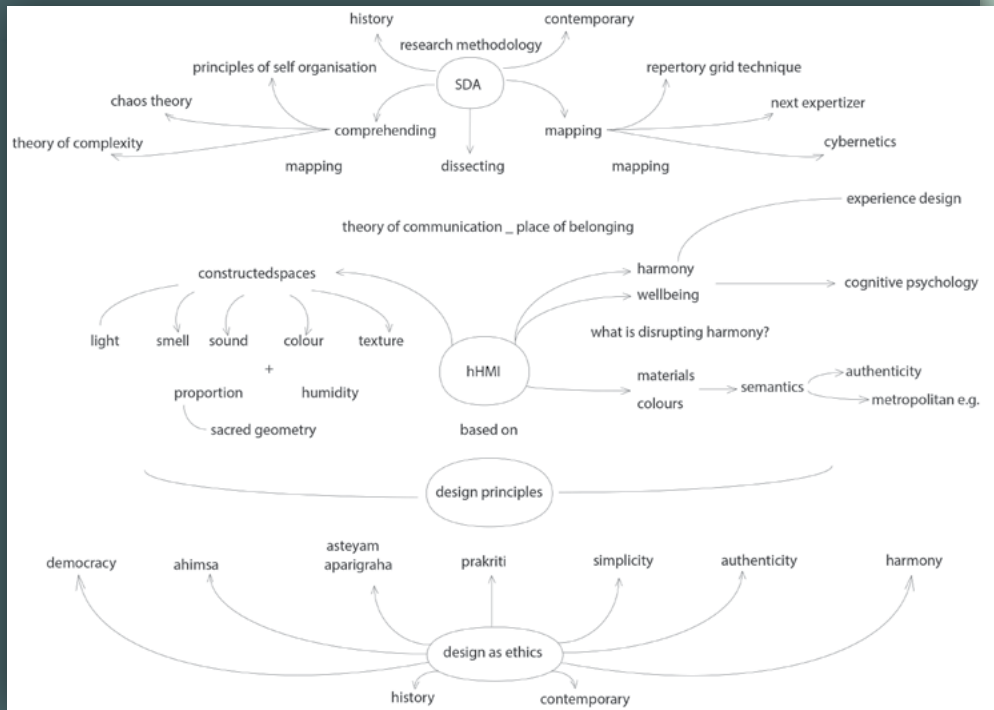 history
contemporary
research methodology
SDA
principles of self organisation
repertory grid technique
chaos theory
next expertizer
theory of complexity
comprehending
mapping
cybernetics
mapping
dissecting
mapping
experience design
theory of communication _ place of belonging
constructedspaces
harmony
wellbeing
cognitive psychology
light
smell
sound
colour
texture
what is disrupting harmony?
+
hHMI
proportion
humidity
materials
colours
semantics
authenticity
metropolitan e.g.
sacred geometry
based on
design principles
democracy
ahimsa
asteyam
aparigraha
prakriti
simplicity
authenticity
harmony
design as ethics
history
contemporary